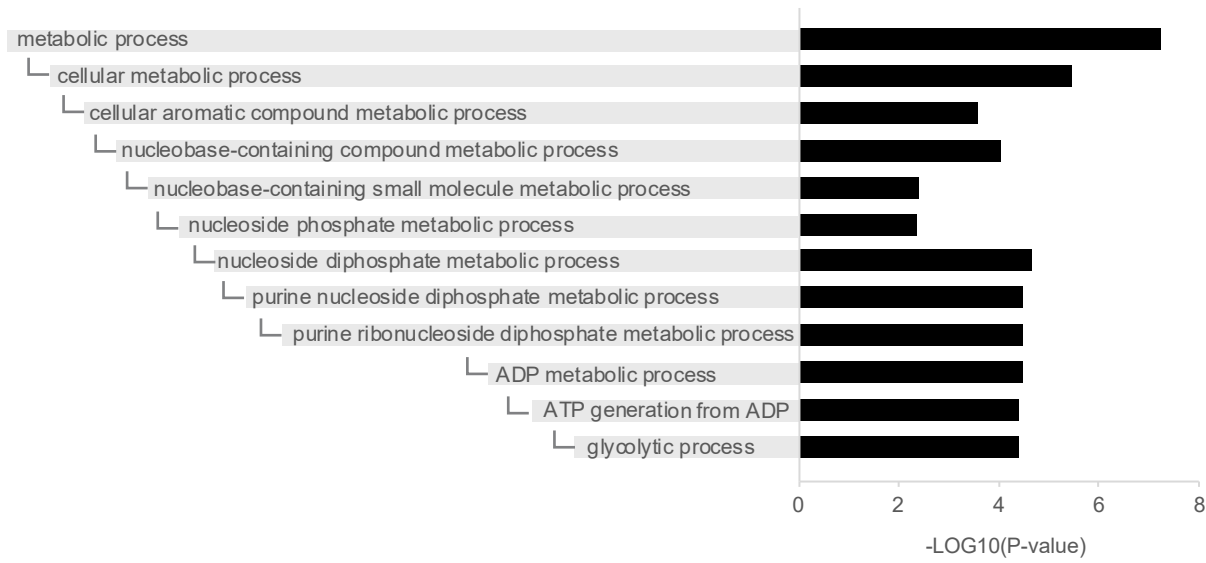 metabolic process
cellular metabolic process
cellular aromatic compound metabolic process
nucleobase-containing compound metabolic process
nucleobase-containing small molecule metabolic process
nucleoside phosphate metabolic process
nucleoside diphosphate metabolic process
purine nucleoside diphosphate metabolic process
purine ribonucleoside diphosphate metabolic process
ADP metabolic process
ATP generation from ADP
glycolytic process
0 2 4 6 8
-LOG10(P-value)